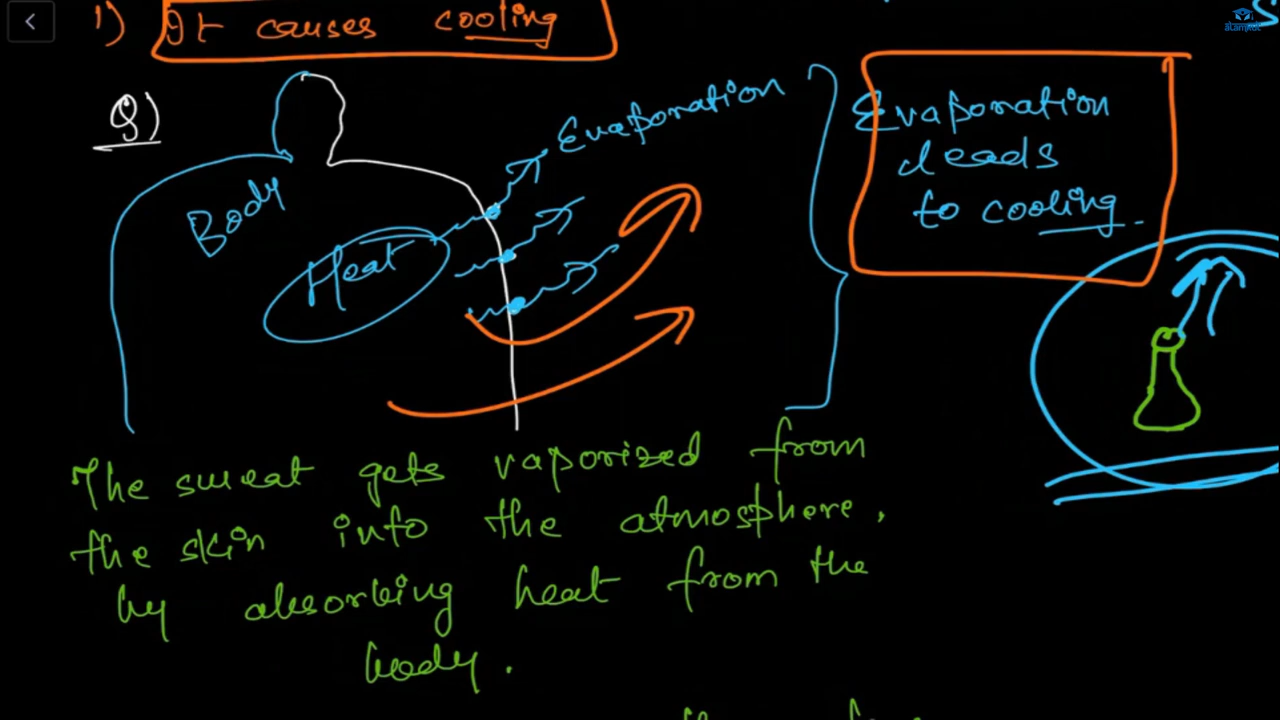 1) It causes cooling
Q)
Evaporation
Body
Heat
Evaporation
leads
to cooling.
The sweat gets vaporized from
the skin into the atmosphere.
by absorbing heat from the
body.